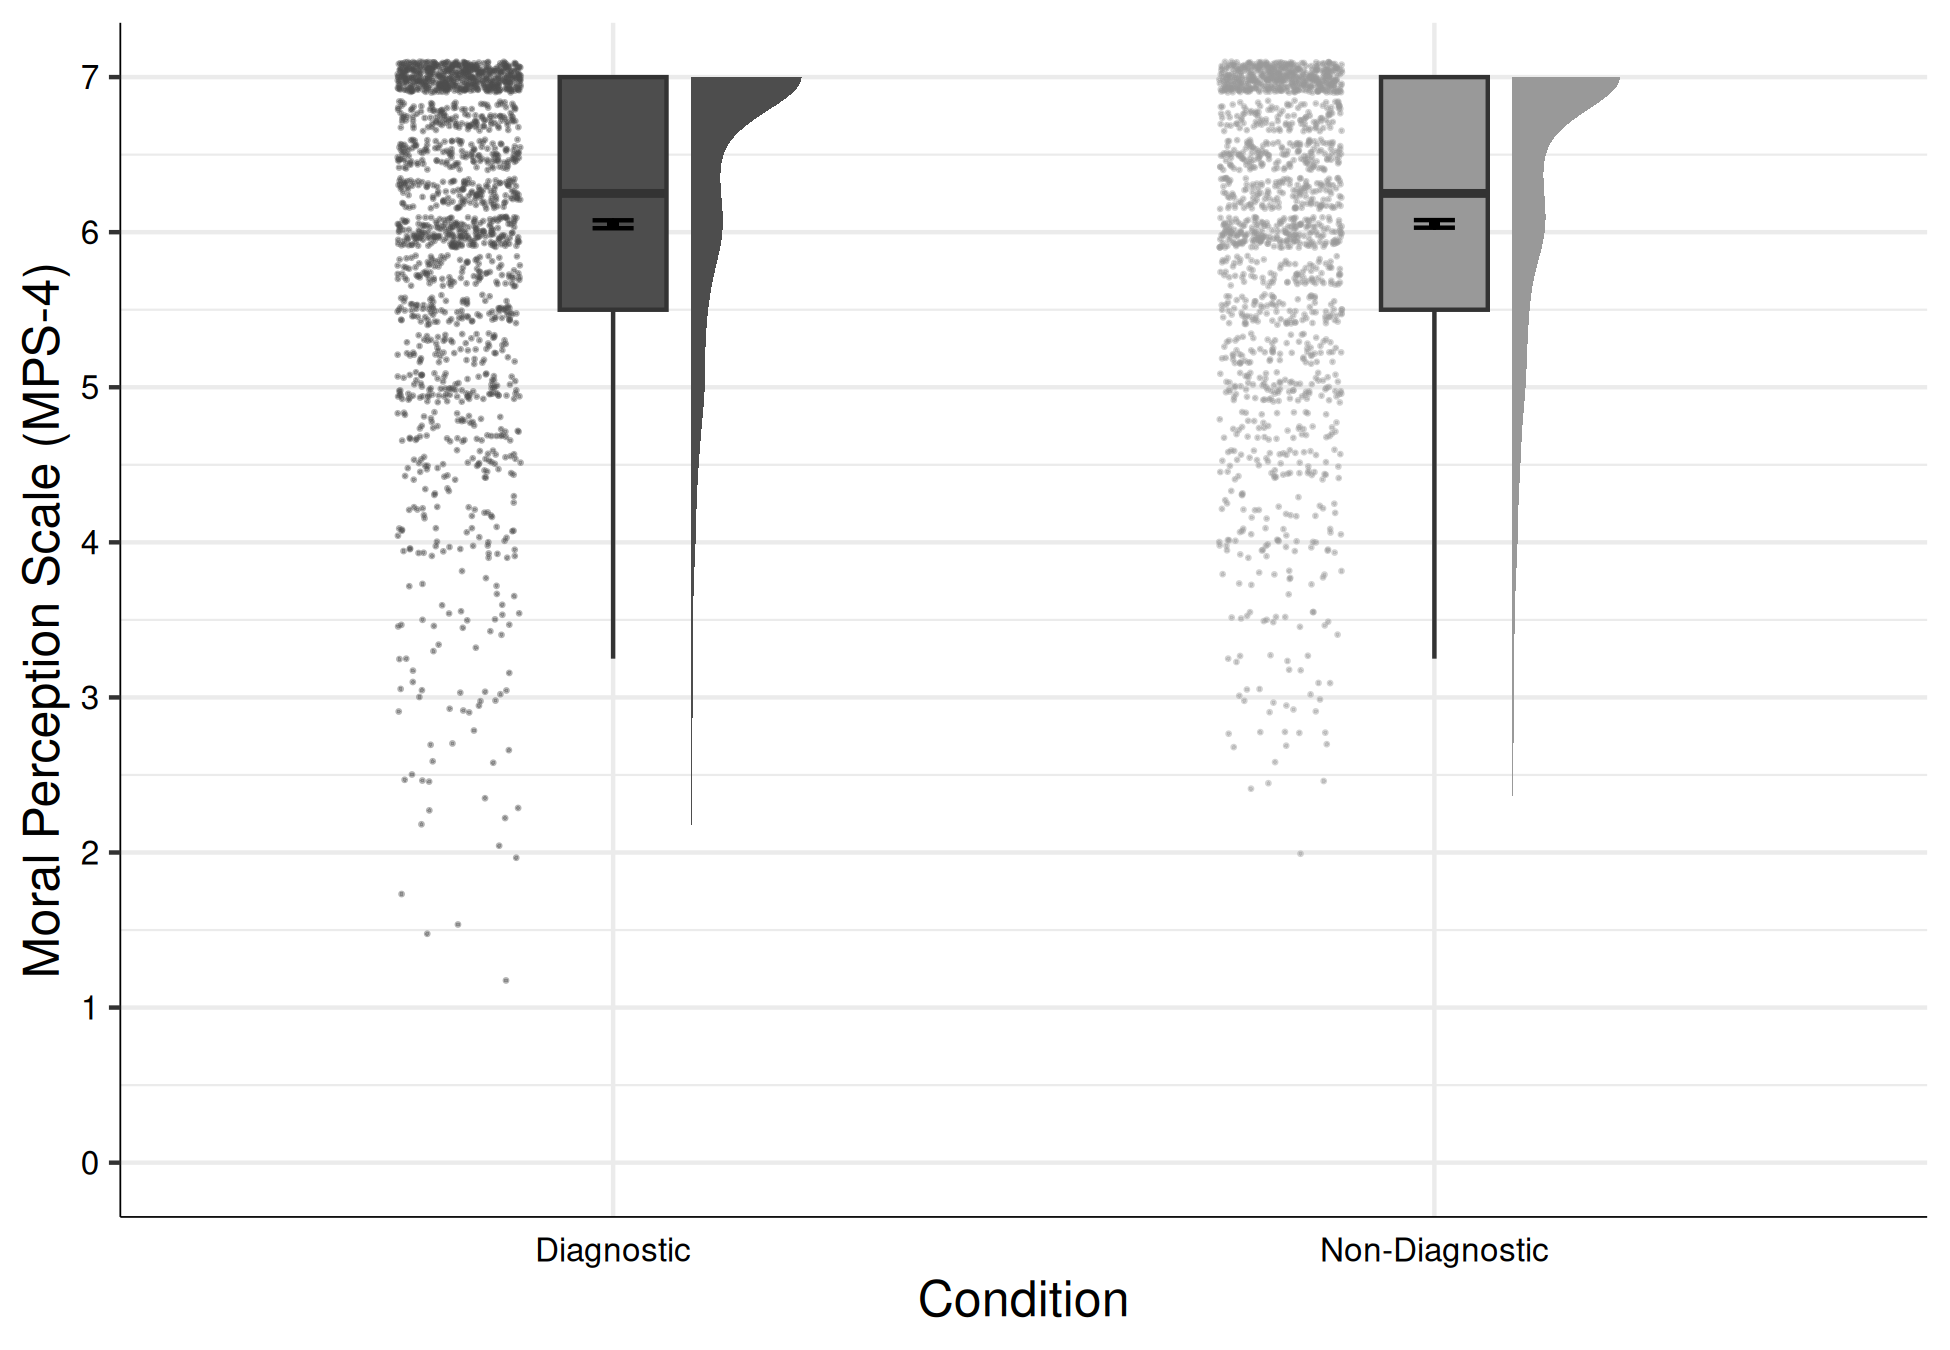 Moral Perception Scale (MPS-4)
7
6
5
4
3
2
1
0
Diagnostic
Non-Diagnostic
Condition